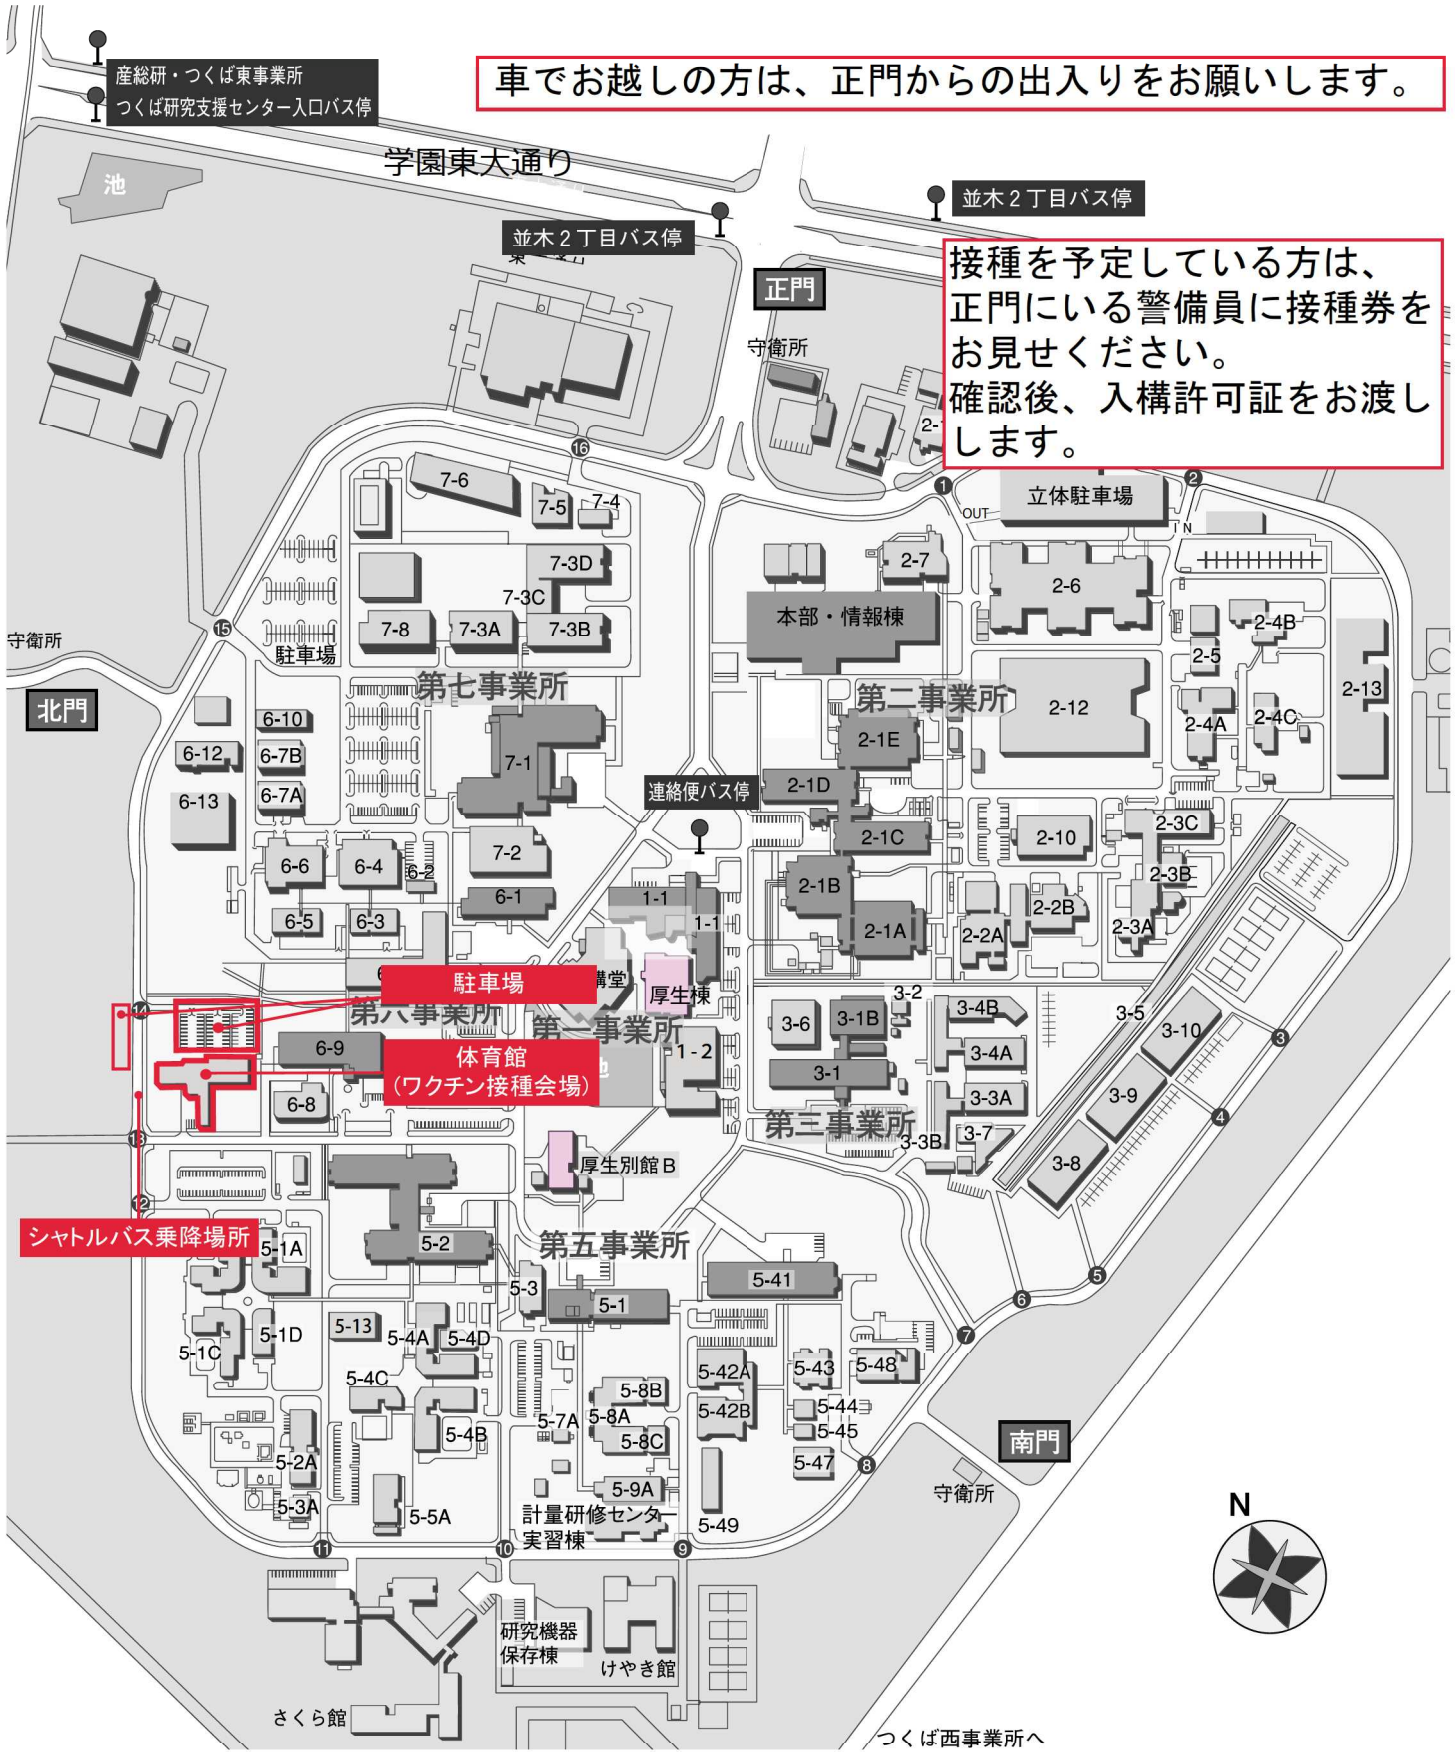 産総研・つくば東事業所
つくば研究支援センター入口バス停
車でお越しの方は、正門からの出入りをお願いします。
学園東大通り
池
並木2丁目バス停
並木2丁目バス停
正門
接種を予定している方は、
正門にいる警備員に接種券を
お見せください。
確認後、入構許可証をお渡し
します。
守衛所
16
7-6
7-5
7-4
1
OUT
立体駐車場
2
IN
7-3D
7-3C
7-8
7-3A
7-3B
2-7
2-6
本部・情報棟
2-4B
2-5
15
守衛所
駐車場
第七事業所
第二事業所
2-13
北門
6-10
6-12
6-7B
6-7A
6-13
7-1
2-1E
2-12
2-4A
2-4C
連絡便バス停
2-1D
2-1C
2-10
2-3C
6-6
6-4
6-2
7-2
6-1
1-1
1-1
2-1B
2-1A
2-2A
2-2B
2-3B
2-3A
6-5
6-3
駐車場
講堂
厚生棟
14
第六事業所
第一事業所
3-6
3-1B
3-2
3-4B
3-5
3-10
3
6-9
体育館
(ワクチン接種会場)
池
1-2
3-1
3-4A
3-9
6-8
3-3A
4
13
第三事業所
3-3B
3-7
3-8
厚生別館B
12
シャトルバス乗降場所
5-1A
5-2
第五事業所
5-3
5-41
5
5-1
6
5-1C
5-1D
5-13
5-4A
5-4D
7
5-4C
5-8B
5-42A
5-43
5-48
5-7A
5-8A
5-42B
5-44
5-4B
5-8C
5-45
南門
5-2A
5-47
8
5-3A
5-9A
守衛所
5-5A
計量研修センター
実習棟
5-49
N
11
10
9
研究機器
保存棟
けやき館
さくら館
つくば西事業所へ